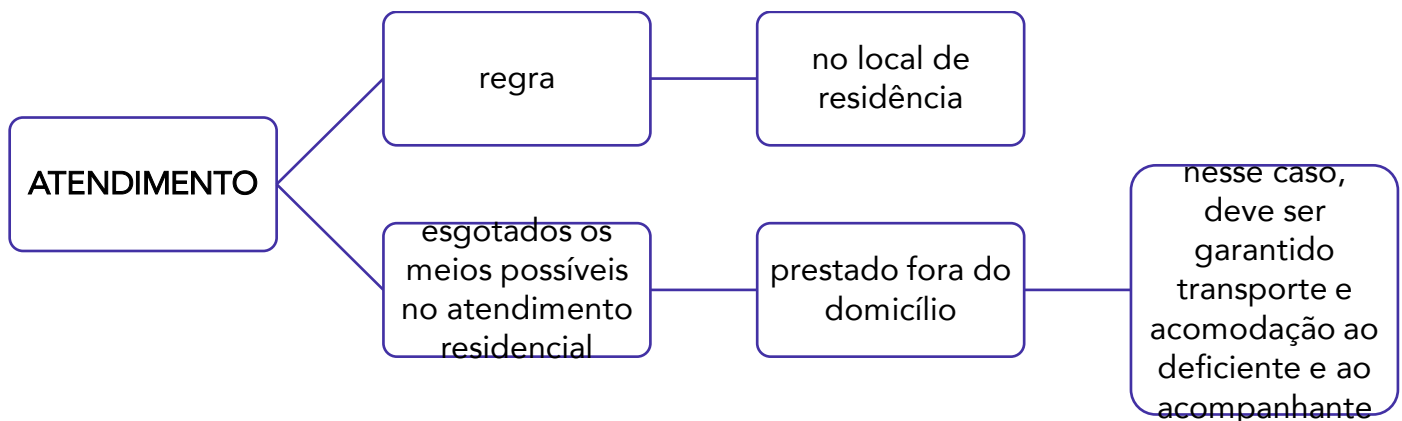 ATENDIMENTO
regra
no local de
residência
esgotados os
meios possíveis
no atendimento
residencial
prestado fora do
domicílio
nesse caso,
deve ser
garantido
transporte e
acomodação ao
deficiente e ao
acompanhante